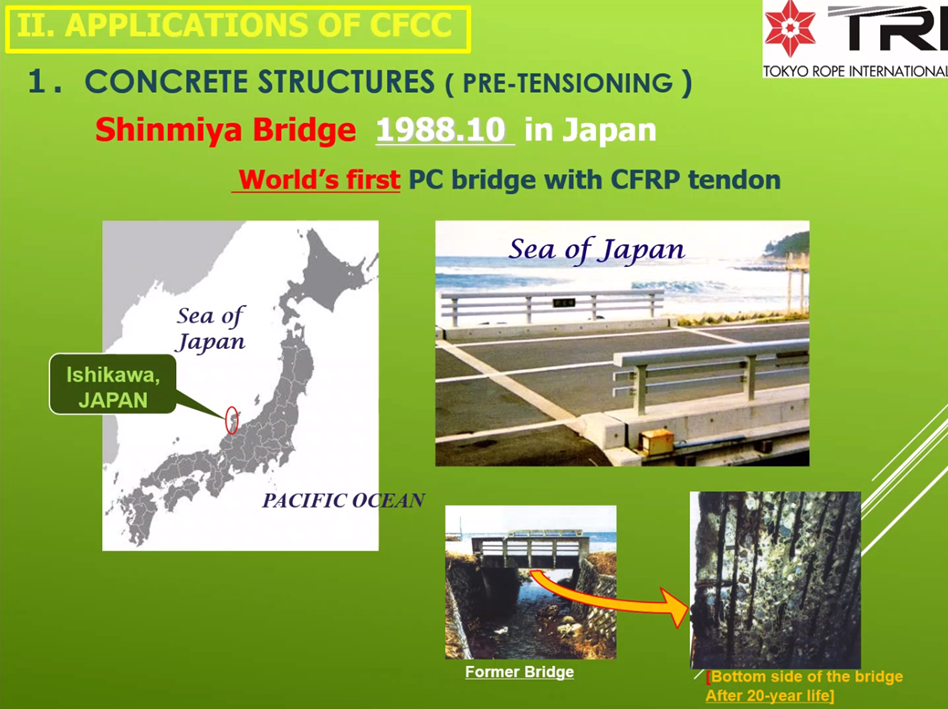 II. APPLICATIONS OF CFCC
TRI
TOKYO ROPE INTERNATIONAL
1. CONCRETE STRUCTURES ( PRE-TENSIONING )
Shinmiya Bridge 1988.10 in Japan
World's first PC bridge with CFRP tendon
Sea of Japan
Sea of
Japan
Ishikawa,
JAPAN
PACIFIC OCEAN
Former Bridge
[Bottom side of the bridge
After 20-year life]